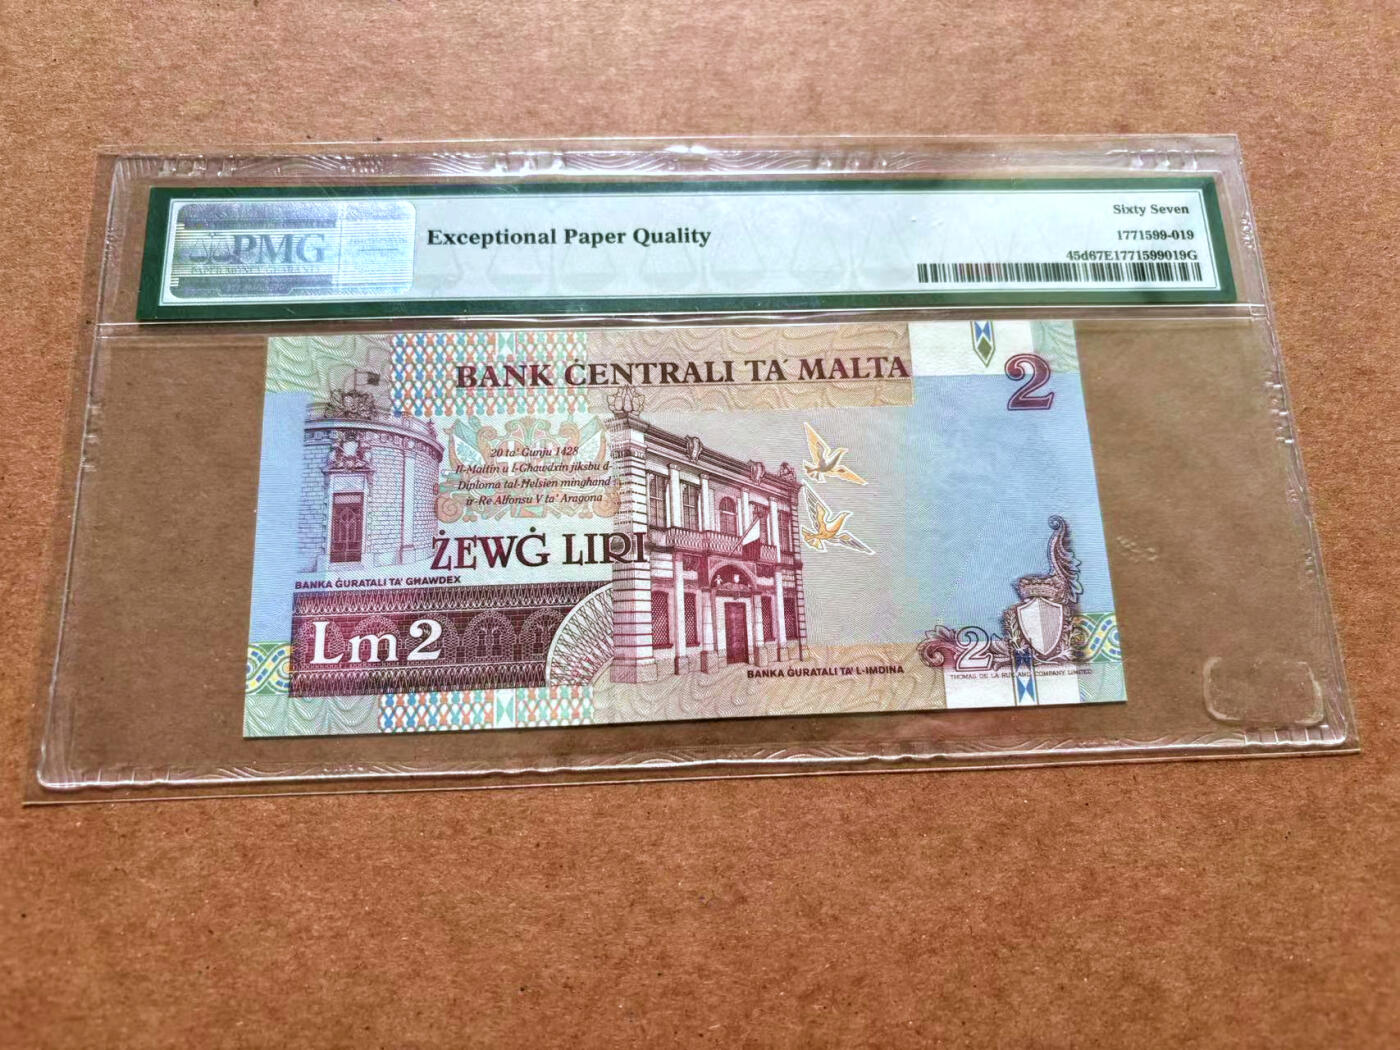 PMG
Exceptional Paper Quality
Sixty Seven
1771599-019
45d67E1771599019G
BANK ĊENTRALI TA' MALTA
2
20 ta' Ġunju 1428
Il-Maltin u l-Għawdxin jiksbu d-
Diploma tal-Ħelsien mingħand
ir-Re Alfonsu V ta' Aragona
ŻEWĠ LIRI
BANKA ĠURATALI TA' GĦAWDEX
Lm2
BANKA ĠURATALI TA' L-IMDINA
2
THOMAS DE LA RUE AND COMPANY LIMITED